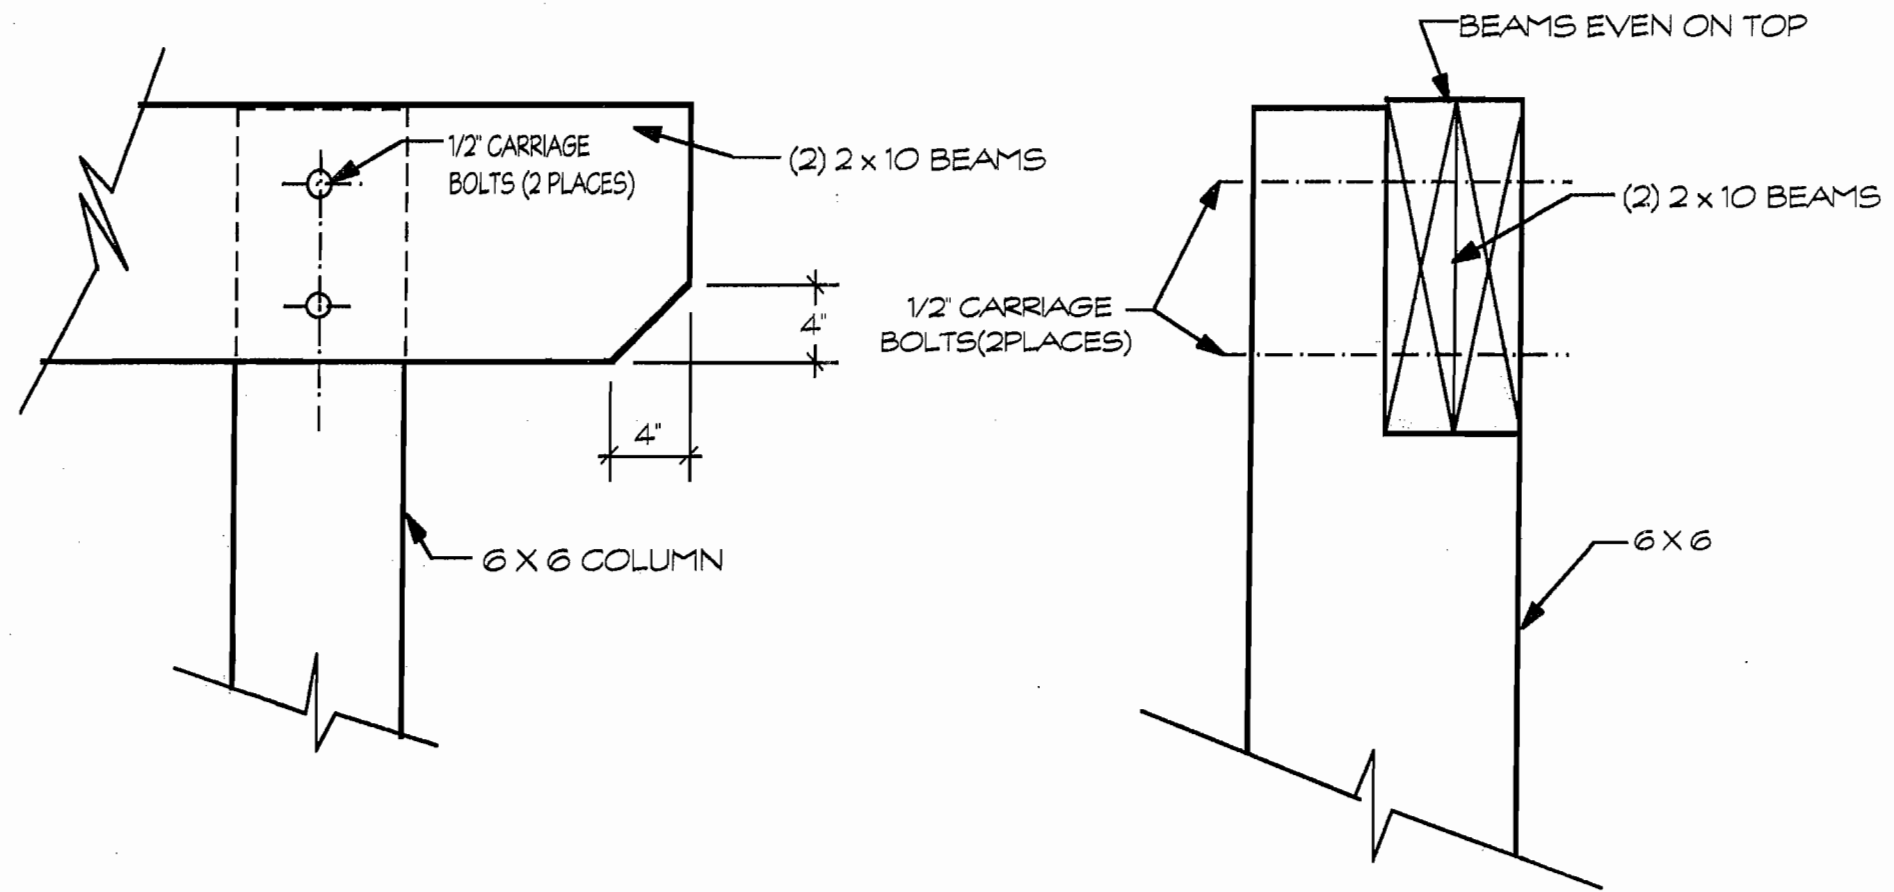 BEAMS EVEN ON TOP
1/2" CARRIAGE
BOLTS (2 PLACES)
(2) 2 x 10 BEAMS
(2) 2 x 10 BEAMS
1/2" CARRIAGE
BOLTS(2PLACES)
4"
4"
6 X 6 COLUMN
6 X 6